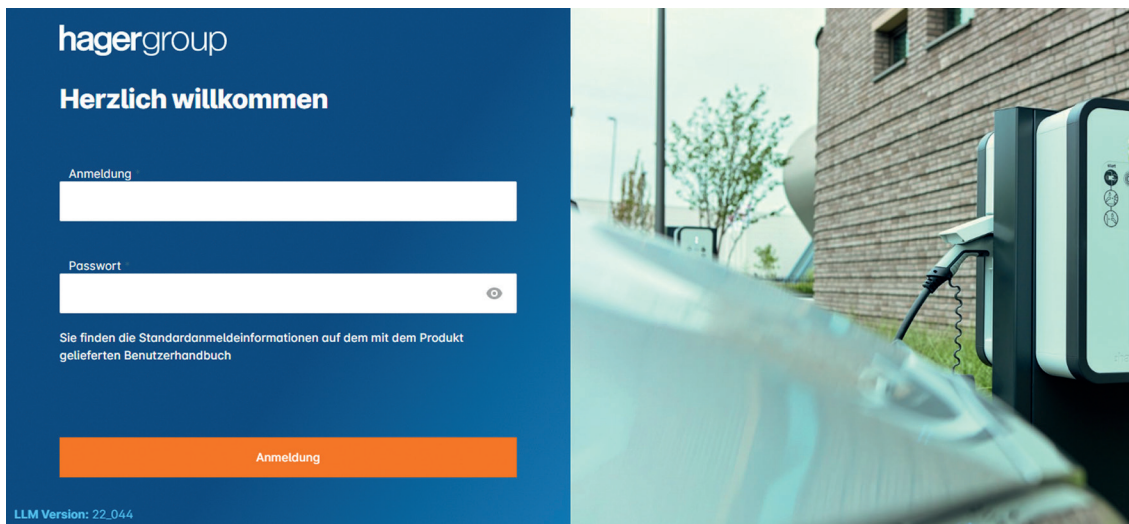 hagergroup
Herzlich willkommen
Anmeldung *
Passwort *
Sie finden die Standardanmeldeinformationen auf dem mit dem Produkt
gelieferten Benutzerhandbuch
Anmeldung
LLM Version: 22_044